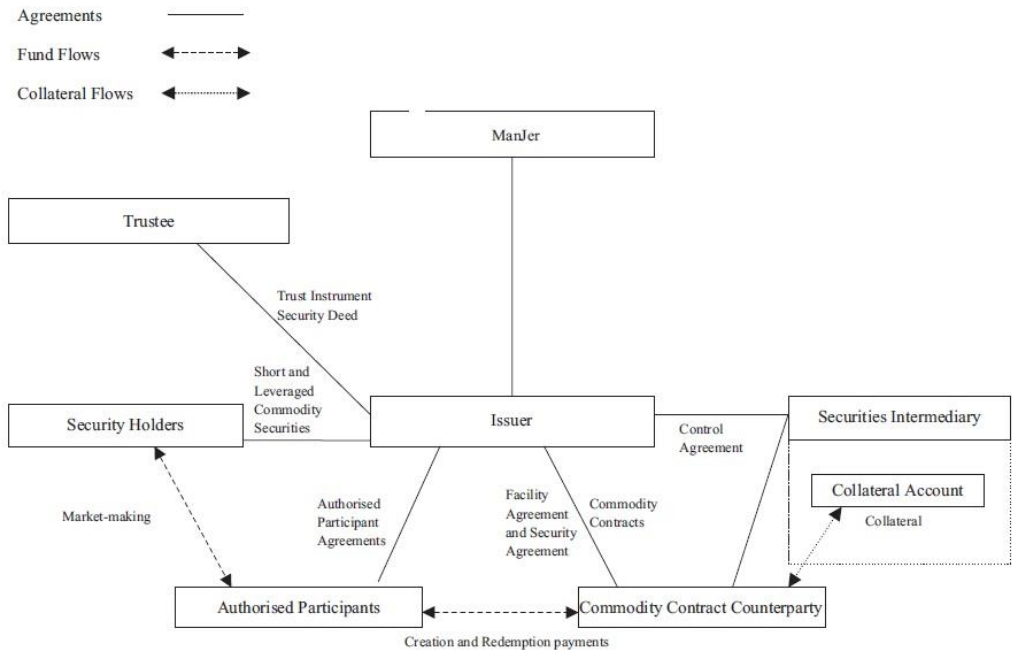 Agreements
Fund Flows
Collateral Flows
ManJer
Trustee
Trust Instrument
Security Deed
Short and
Leveraged
Commodity
Securities
Security Holders
Issuer
Securities Intermediary
Control
Agreement
Collateral Account
Collateral
Market-making
Authorised
Participant
Agreements
Facility
Agreement
and Security
Agreement
Commodity
Contracts
Authorised Participants
Commodity Contract Counterparty
Creation and Redemption payments